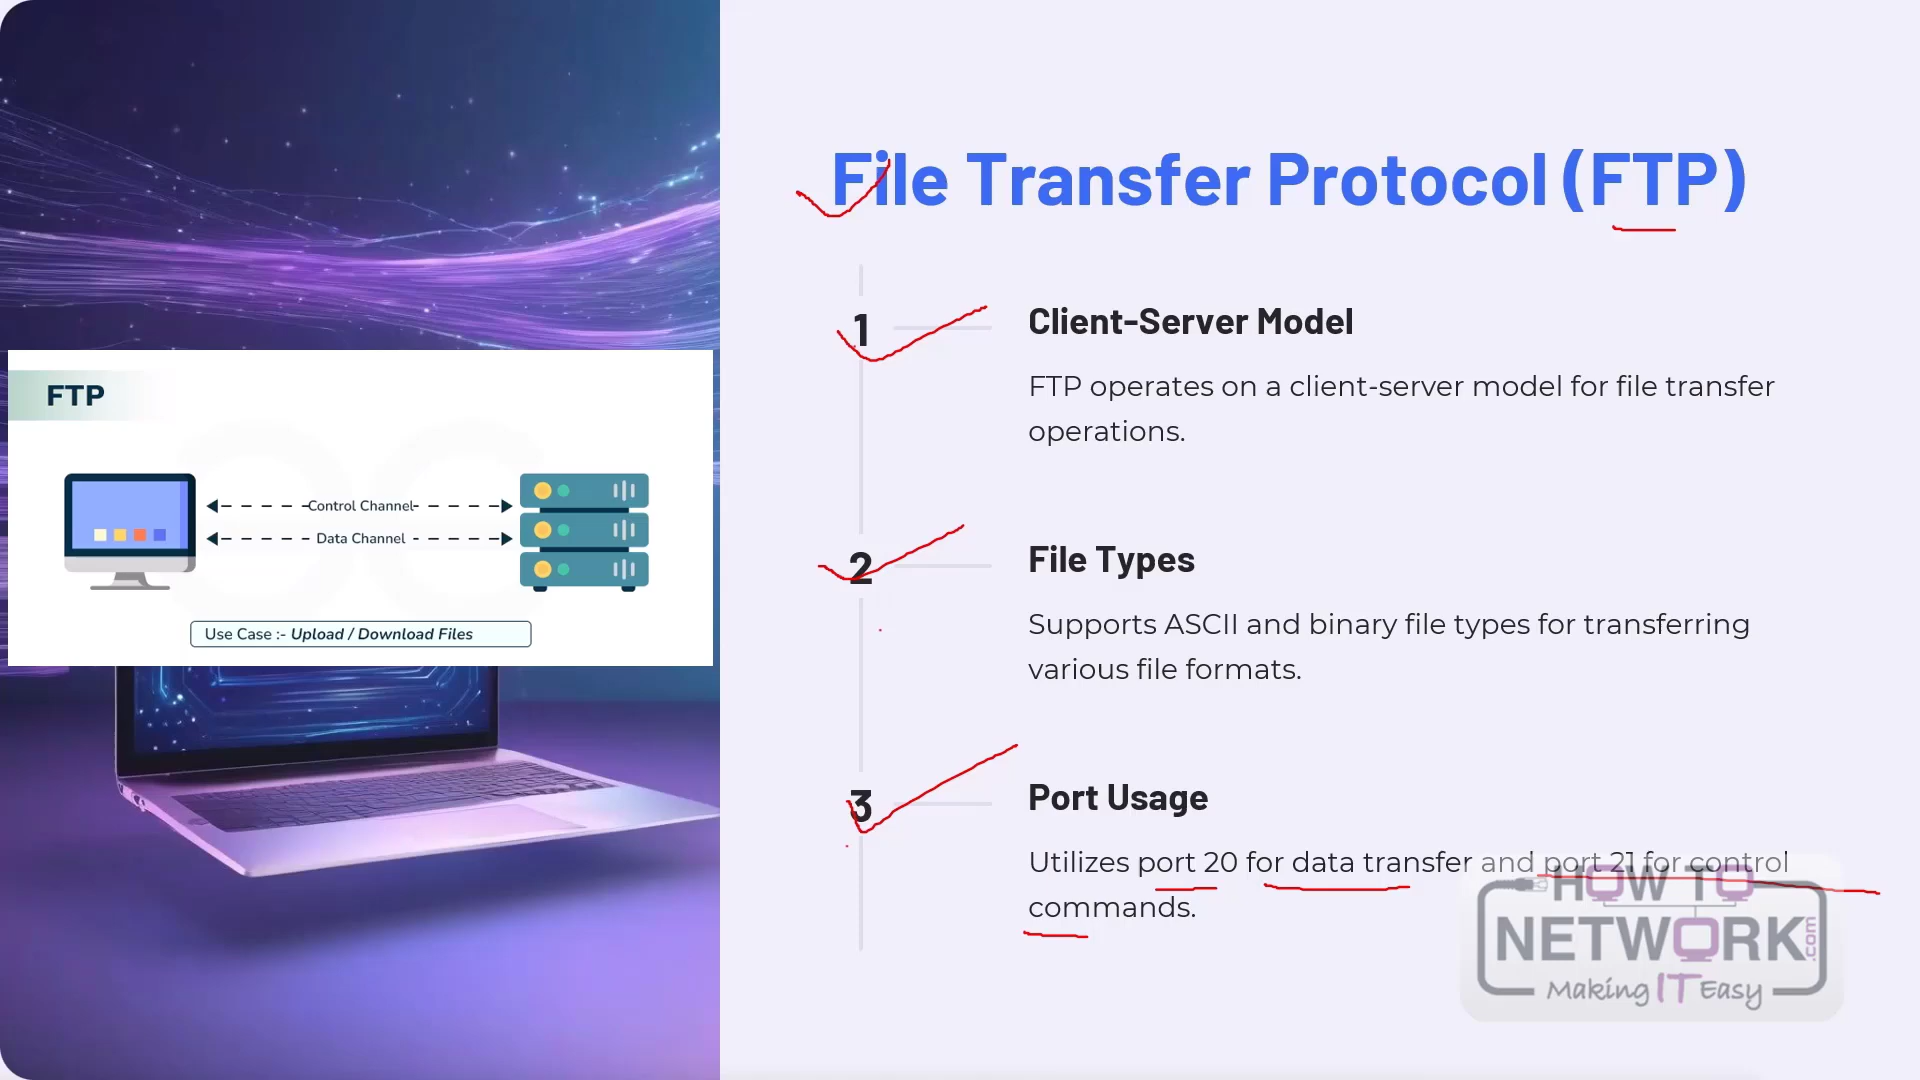 File Transfer Protocol (FTP)
FTP
Control Channel
Data Channel
Use Case :- Upload / Download Files
1
Client-Server Model
FTP operates on a client-server model for file transfer
operations.
2
File Types
Supports ASCII and binary file types for transferring
various file formats.
3
Port Usage
Utilizes port 20 for data transfer and port 21 for control
commands.
HOW TO
NETWORK.com
Making IT Easy